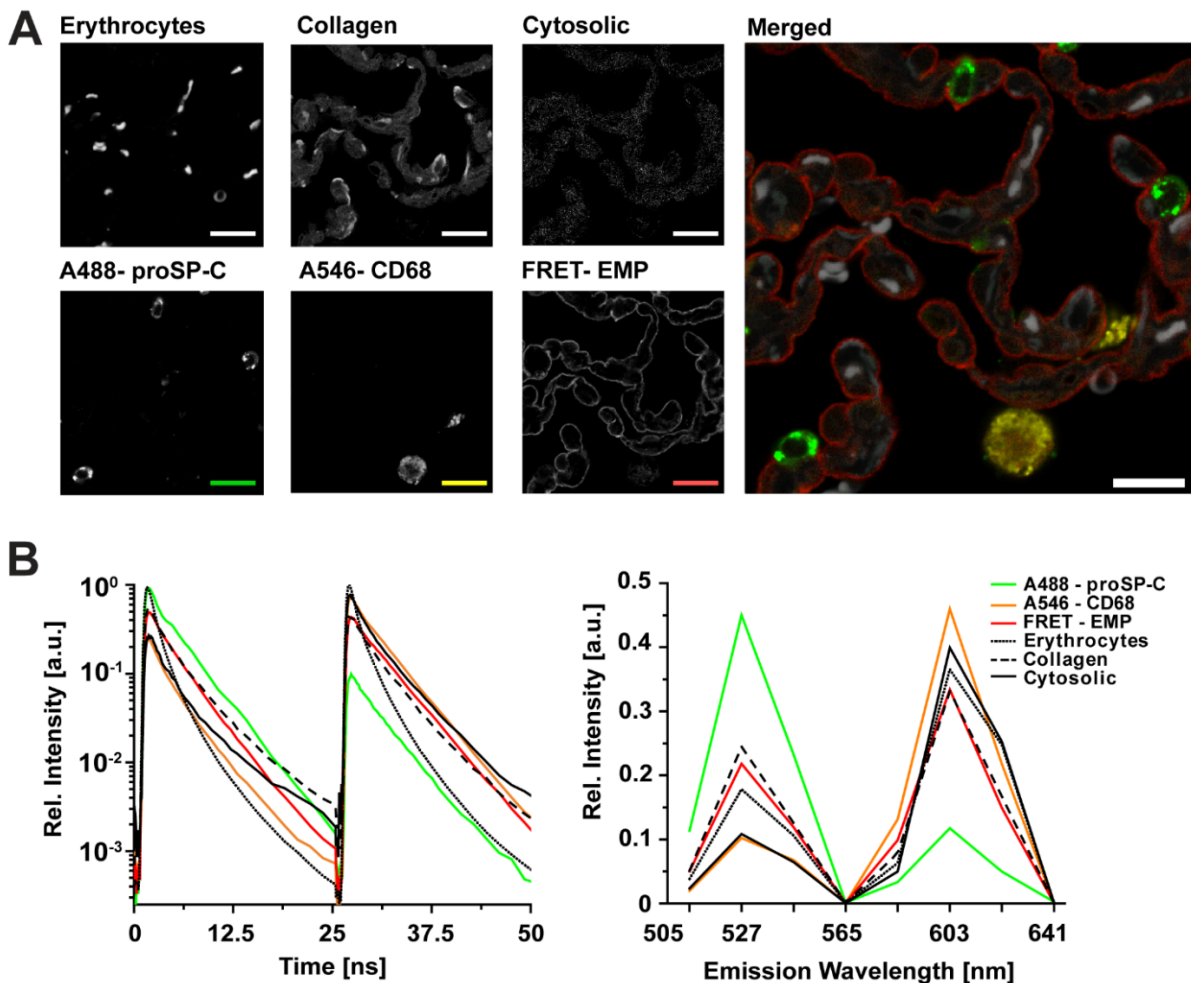 A
Erythrocytes
Collagen
Cytosolic
Merged
A488- proSP-C
A546- CD68
FRET- EMP
B
Rel. Intensity [a.u.]
10⁰
10⁻¹
10⁻²
10⁻³
0
12.5
25
37.5
50
Time [ns]
Rel. Intensity [a.u.]
0.5
0.4
0.3
0.2
0.1
0
505
527
565
603
641
Emission Wavelength [nm]
A488 - proSP-C
A546 - CD68
FRET - EMP
Erythrocytes
Collagen
Cytosolic